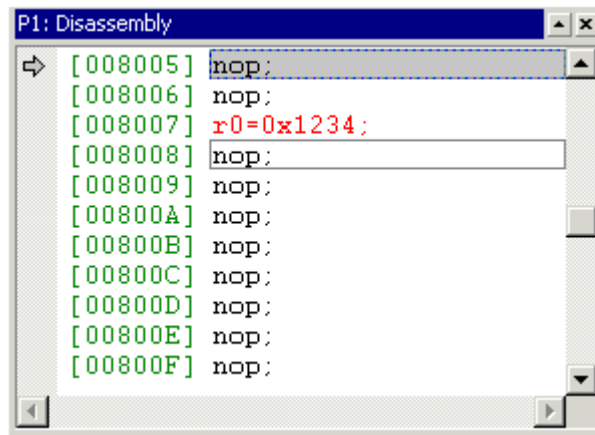 P1: Disassembly
[008005] nop;
[008006] nop;
[008007] r0=0x1234;
[008008] nop;
[008009] nop;
[00800A] nop;
[00800B] nop;
[00800C] nop;
[00800D] nop;
[00800E] nop;
[00800F] nop;